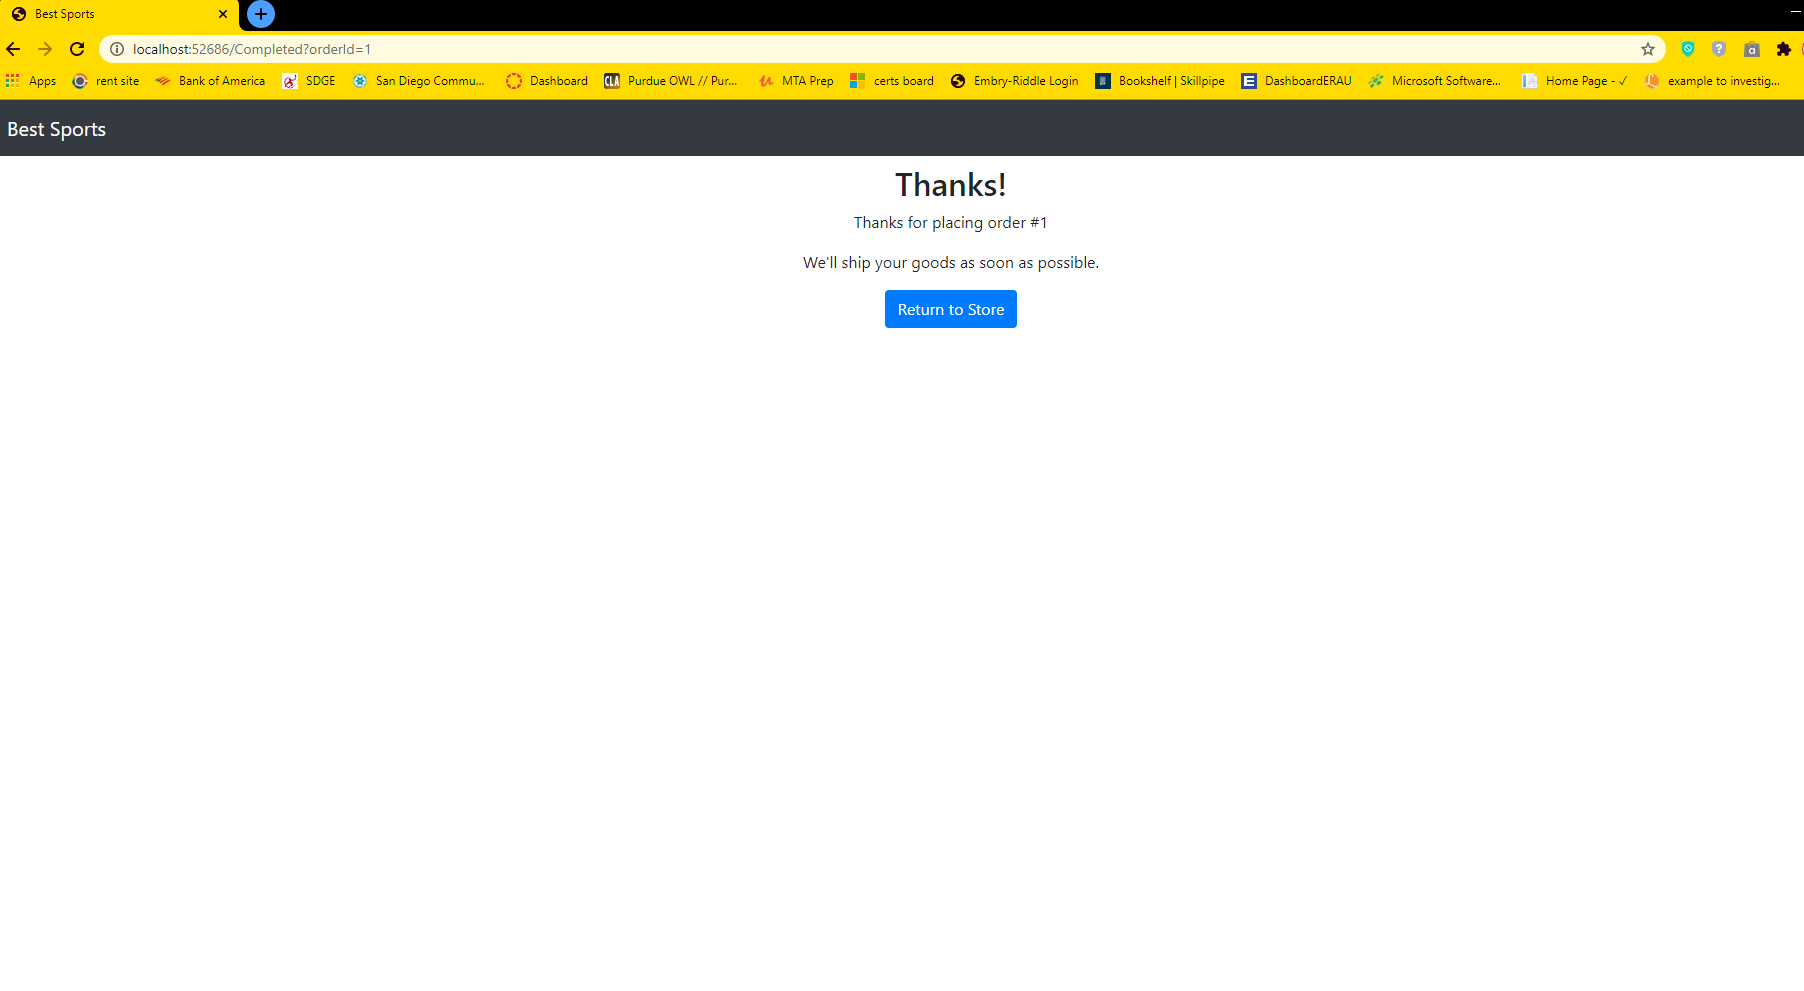 Best Sports
localhost:52686/Completed?orderId=1
Apps rent site Bank of America SDGE San Diego Commu... Dashboard CLA Purdue OWL // Pur... MTA Prep certs board Embry-Riddle Login Bookshelf | Skillpipe E DashboardERAU Microsoft Software... Home Page - ✓ example to investig...
Best Sports
Thanks!
Thanks for placing order #1
We'll ship your goods as soon as possible.
Return to Store